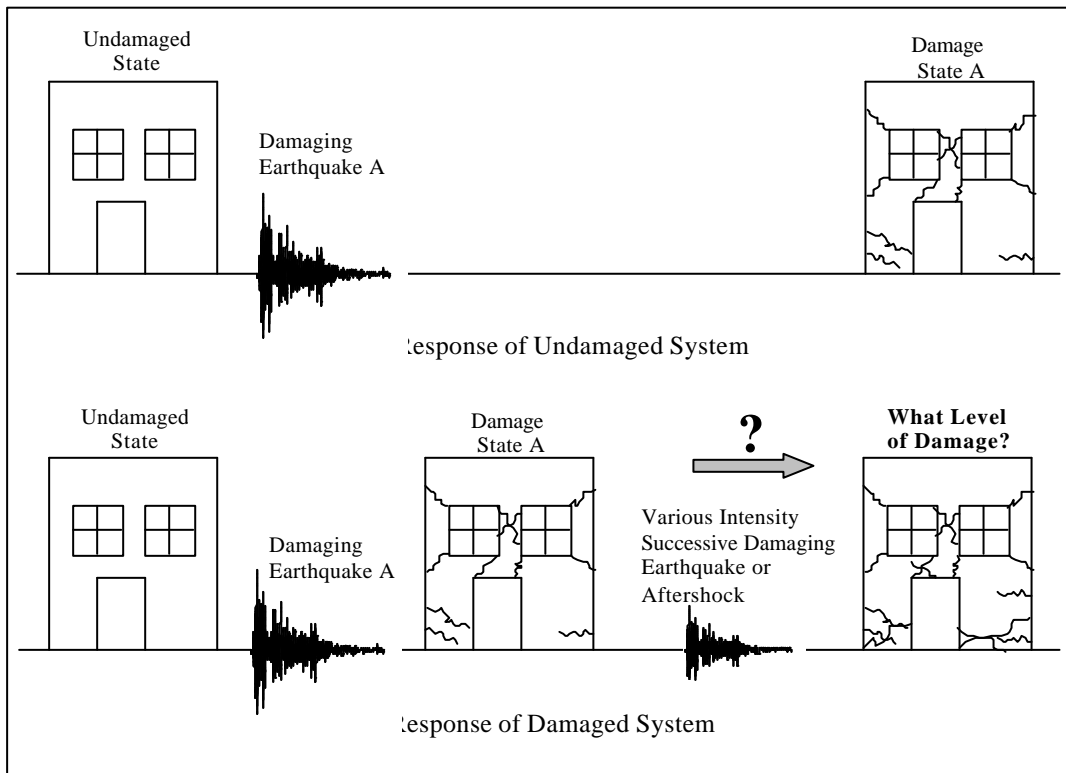 Undamaged
State
Damage
State A
Damaging
Earthquake A
Response of Undamaged System
Undamaged
State
Damage
State A
?
What Level
of Damage?
Damaging
Earthquake A
Various Intensity
Successive Damaging
Earthquake or
Aftershock
Response of Damaged System